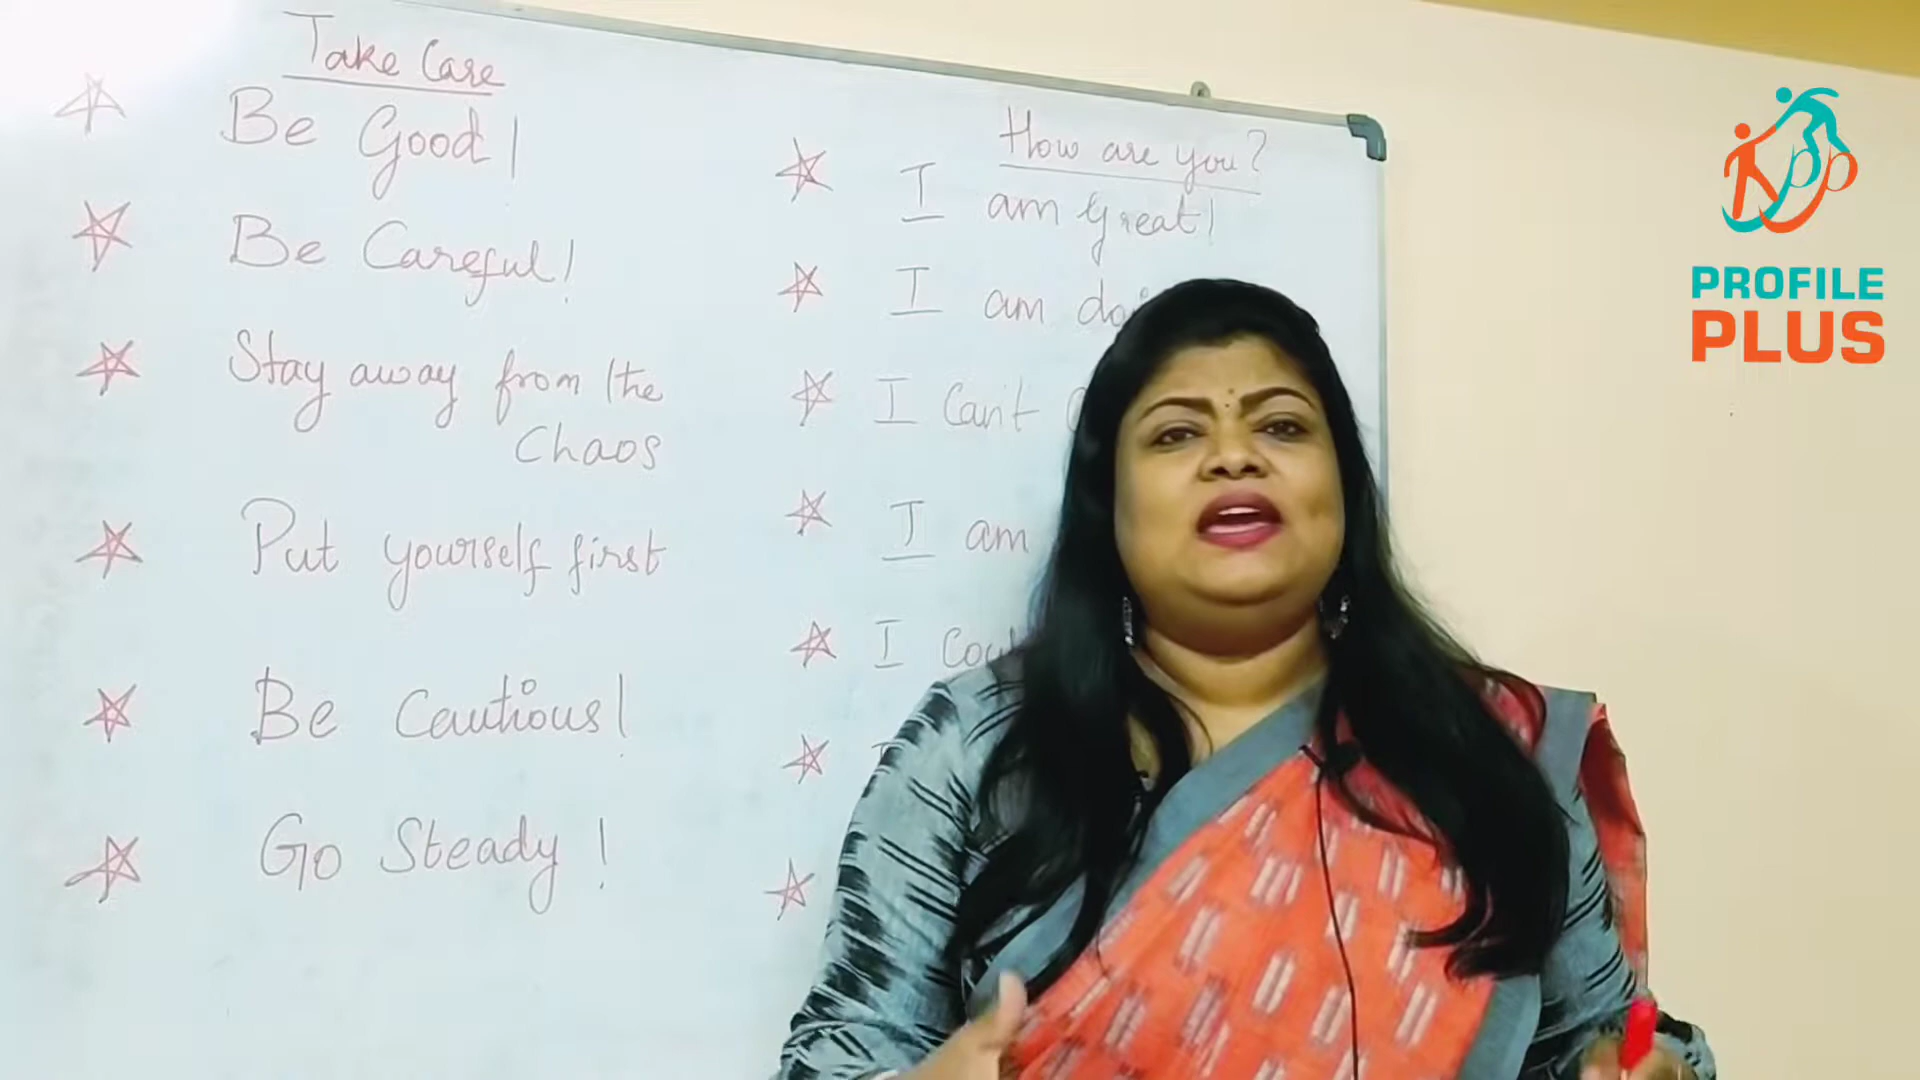 Take Care
Be Good!
Be Careful!
Stay away from the
Chaos
Put yourself first
Be Cautious!
Go Steady!
How are you?
I am Great!
I am
I Can't
I am
I
PROFILE
PLUS